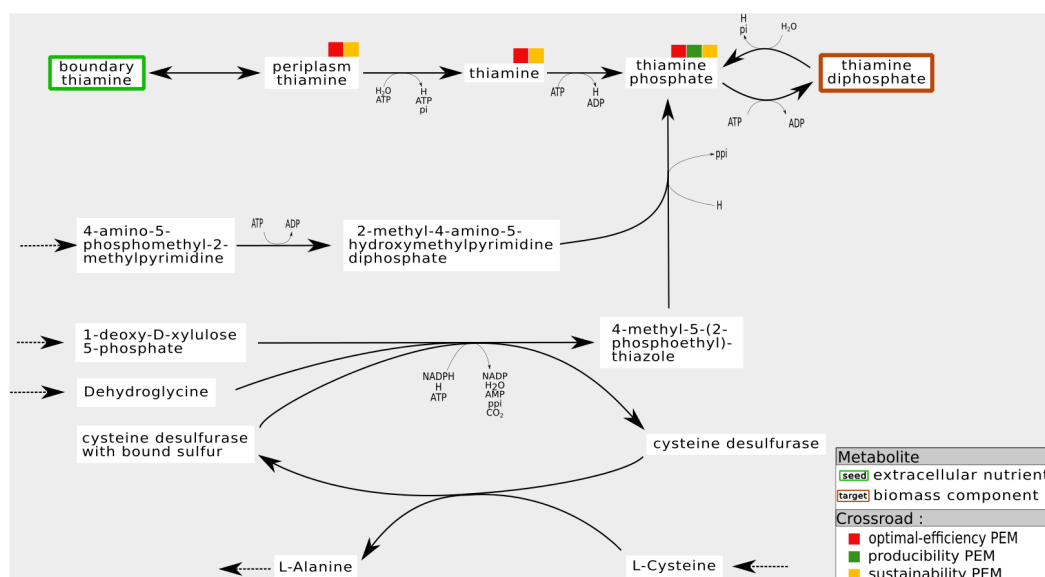 H
pi
H₂O
boundary
thiamine
periplasm
thiamine
thiamine
thiamine
phosphate
thiamine
diphosphate
H₂O
ATP
H
ATP
pi
ATP
H
ADP
ATP
ADP
ppi
H
4-amino-5-
phosphomethyl-2-
methylpyrimidine
ATP
ADP
2-methyl-4-amino-5-
hydroxymethylpyrimidine
diphosphate
1-deoxy-D-xylulose
5-phosphate
4-methyl-5-(2-
phosphoethyl)-
thiazole
Dehydroglycine
NADPH
H
ATP
NADP
H2O
AMP
ppi
CO₂
cysteine desulfurase
with bound sulfur
cysteine desulfurase
L-Alanine
L-Cysteine
Metabolite
seed extracellular nutrient
target biomass component
Crossroad :
optimal-efficiency PEM
producibility PEM
sustainability PEM